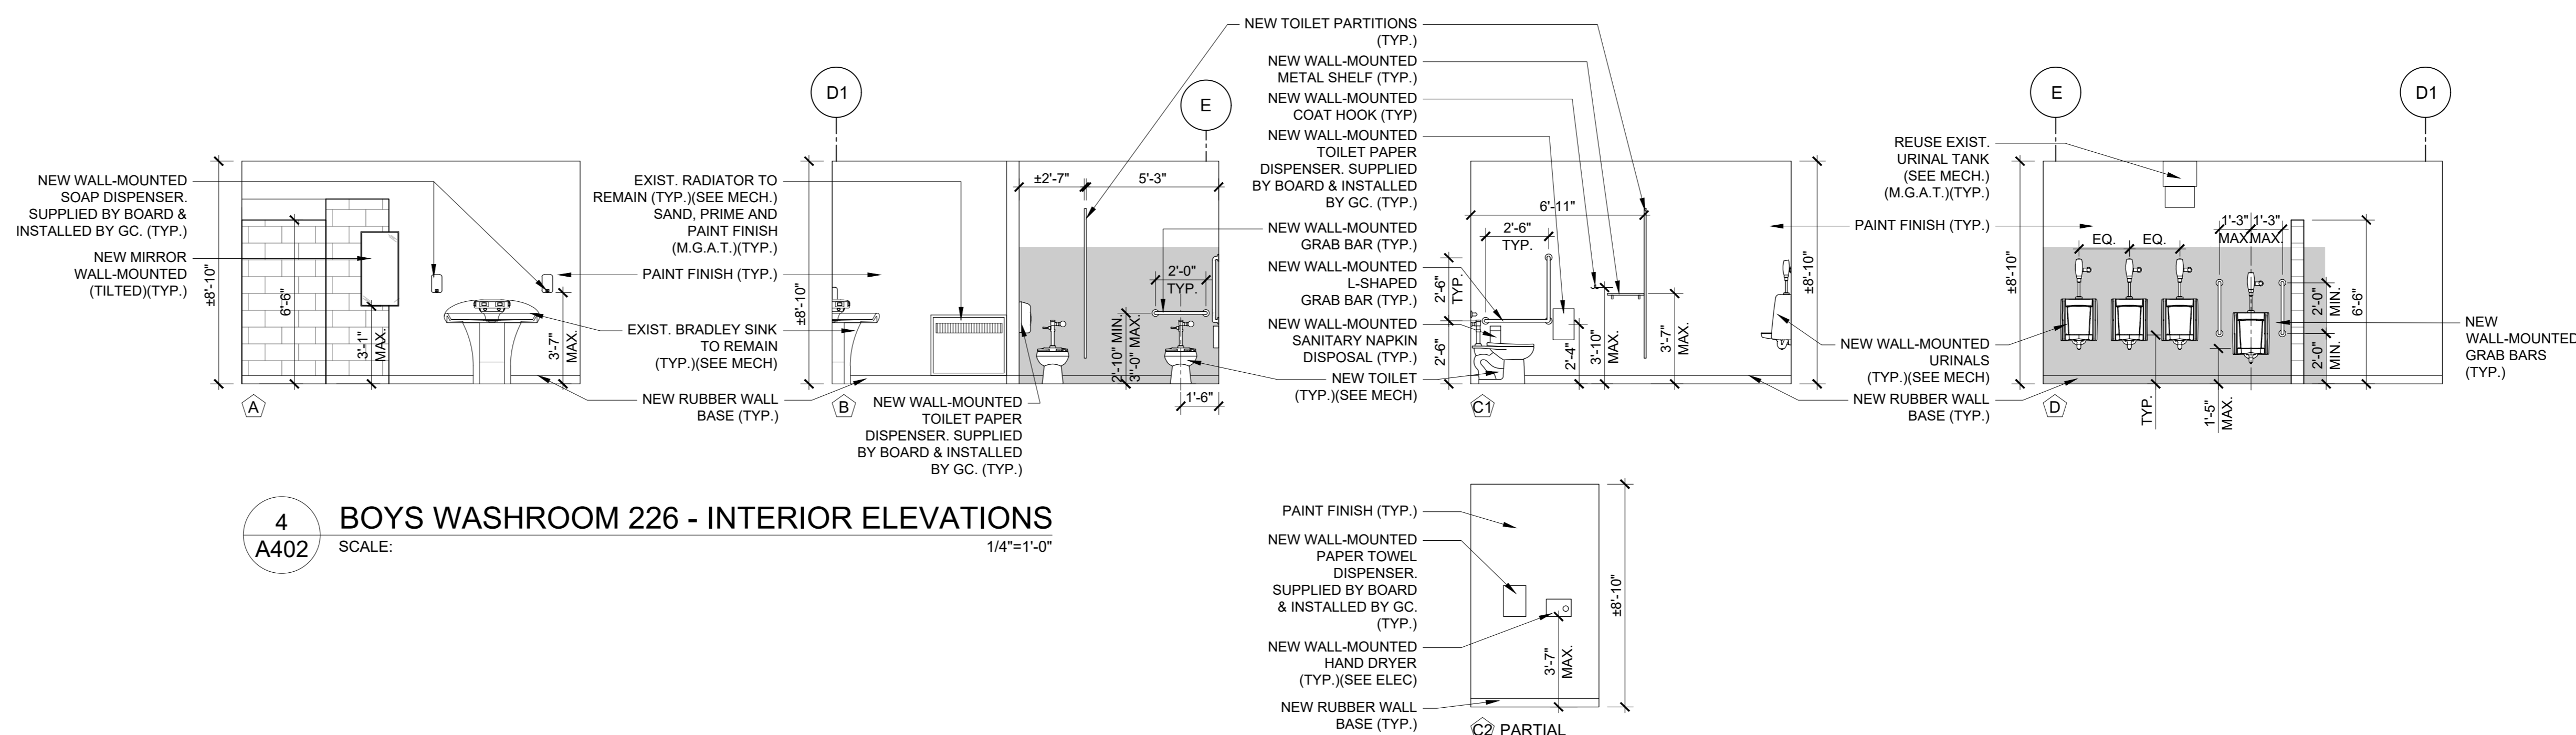 NEW WALL-MOUNTED
SOAP DISPENSER.
SUPPLIED BY BOARD &
INSTALLED BY GC. (TYP.)
NEW MIRROR
WALL-MOUNTED
(TILTED)(TYP.)
±8'-10"
6'-6"
3'-1"
MAX.
3'-7"
MAX.
A
EXIST. RADIATOR TO
REMAIN (TYP.)(SEE MECH.)
SAND, PRIME AND
PAINT FINISH
(M.G.A.T.)(TYP.)
PAINT FINISH (TYP.)
EXIST. BRADLEY SINK
TO REMAIN
(TYP.)(SEE MECH)
NEW RUBBER WALL
BASE (TYP.)
D1
E
±8'-10"
±2'-7"
5'-3"
2'-0"
TYP.
2'-10" MIN.
3'-0" MAX.
1'-6"
B
NEW WALL-MOUNTED
TOILET PAPER
DISPENSER. SUPPLIED
BY BOARD & INSTALLED
BY GC. (TYP.)
NEW TOILET PARTITIONS
(TYP.)
NEW WALL-MOUNTED
METAL SHELF (TYP.)
NEW WALL-MOUNTED
COAT HOOK (TYP)
NEW WALL-MOUNTED
TOILET PAPER
DISPENSER. SUPPLIED
BY BOARD & INSTALLED
BY GC. (TYP.)
NEW WALL-MOUNTED
GRAB BAR (TYP.)
NEW WALL-MOUNTED
L-SHAPED
GRAB BAR (TYP.)
NEW WALL-MOUNTED
SANITARY NAPKIN
DISPOSAL (TYP.)
NEW TOILET
(TYP.)(SEE MECH)
6'-11"
2'-6"
TYP.
2'-6"
TYP.
2'-6"
2'-4"
3'-10"
MAX.
3'-7"
MAX.
±8'-10"
C1
REUSE EXIST.
URINAL TANK
(SEE MECH.)
(M.G.A.T.)(TYP.)
PAINT FINISH (TYP.)
NEW WALL-MOUNTED
URINALS
(TYP.)(SEE MECH)
NEW RUBBER WALL
BASE (TYP.)
E
D1
±8'-10"
EQ.
EQ.
1'-3"
MAX.
1'-3"
MAX.
2'-0"
MIN.
2'-0"
MIN.
6'-6"
TYP.
1'-5"
MAX.
D
NEW
WALL-MOUNTED
GRAB BARS
(TYP.)
4
A402
BOYS WASHROOM 226 - INTERIOR ELEVATIONS
SCALE:
1/4"=1'-0"
PAINT FINISH (TYP.)
NEW WALL-MOUNTED
PAPER TOWEL
DISPENSER.
SUPPLIED BY BOARD
& INSTALLED BY GC.
(TYP.)
NEW WALL-MOUNTED
HAND DRYER
(TYP.)(SEE ELEC)
NEW RUBBER WALL
BASE (TYP.)
±8'-10"
3'-7"
MAX.
C2 PARTIAL